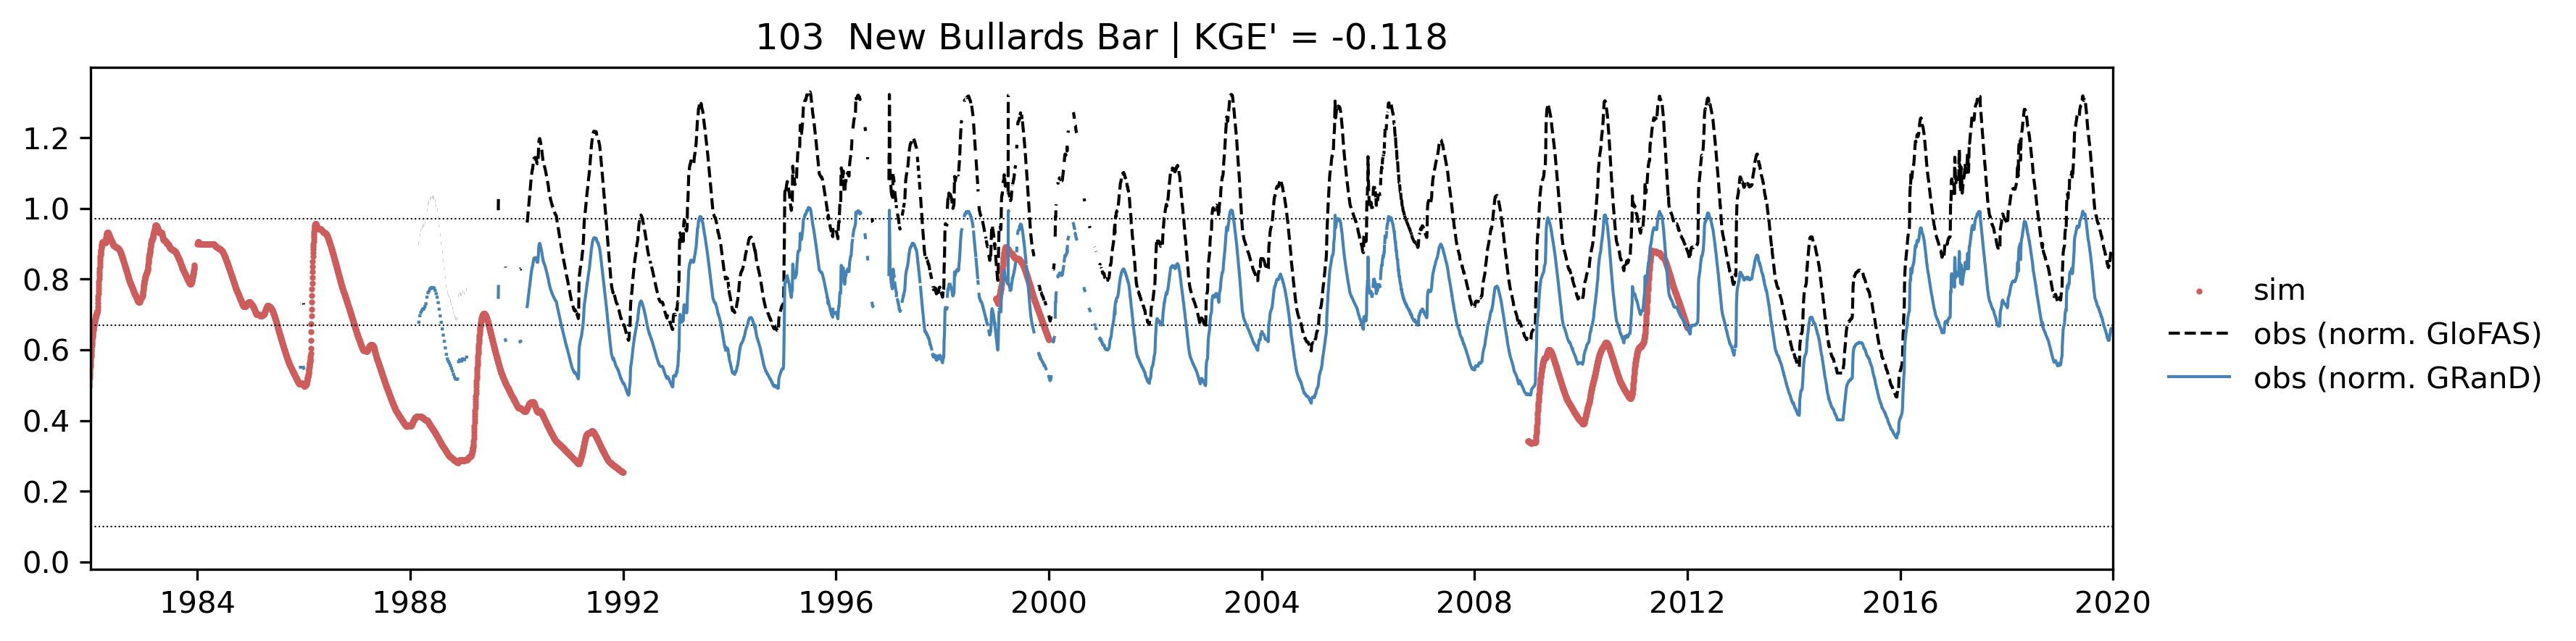 103  New Bullards Bar | KGE' = -0.118
1.2
1.0
0.8
0.6
0.4
0.2
0.0
1984 1988 1992 1996 2000 2004 2008 2012 2016 2020
sim
obs (norm. GloFAS)
obs (norm. GRanD)